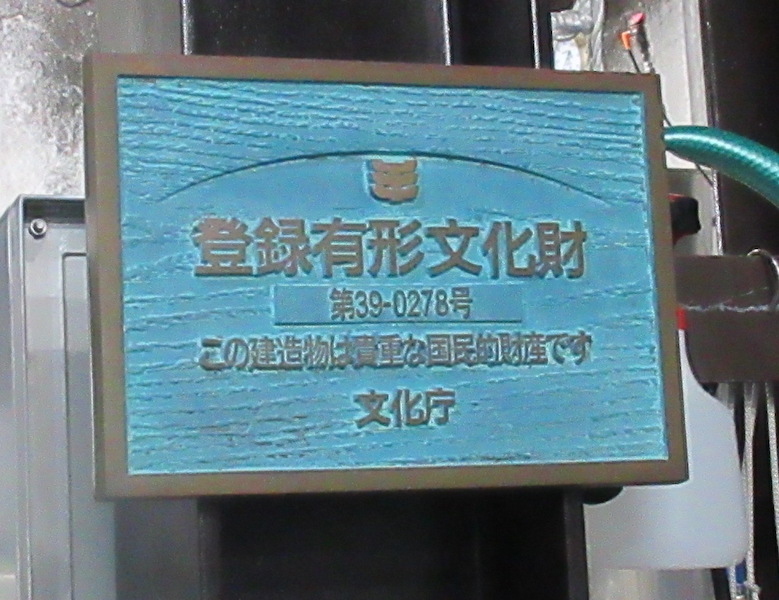 登録有形文化財
第39-0278号
この建造物は貴重な国民的財産です
文化庁